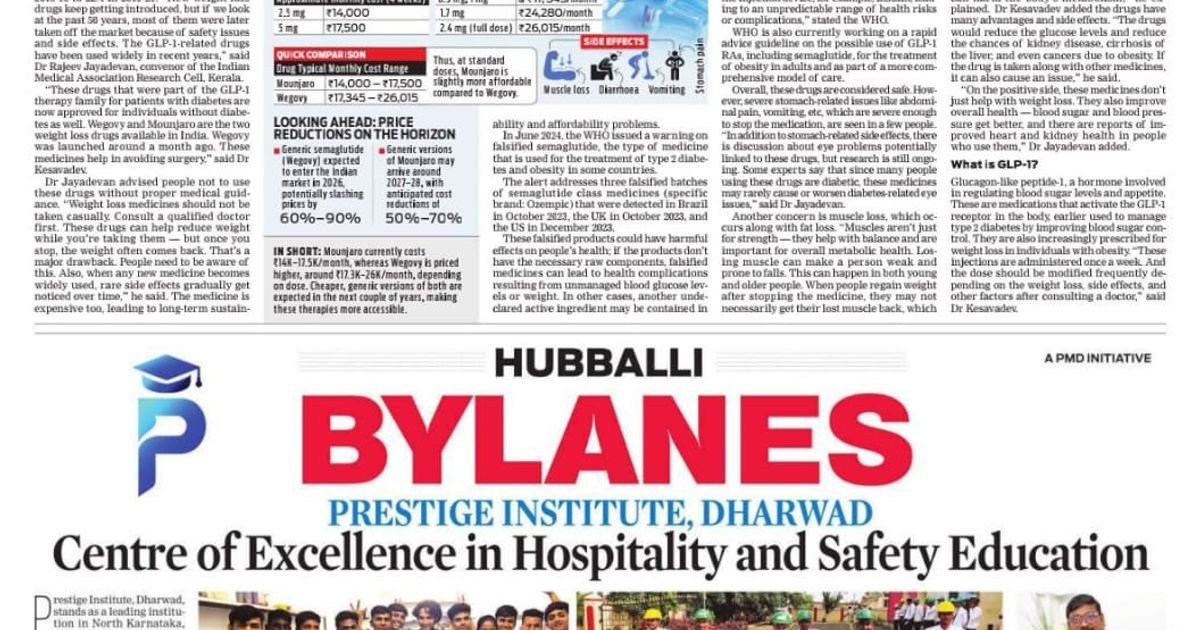 drugs keep getting introduced, but if we look
at the past 50 years, most of them were later
taken off the market because of safety issues
and side effects. The GLP-1-related drugs
have been used widely in recent years,” said
Dr Rajeev Jayadevan, convenor of the Indian
Medical Association Research Cell, Kerala.
“These drugs that were part of the GLP-1
therapy family for patients with diabetes are
now approved for individuals without diabe-
tes as well. Wegovy and Mounjaro are the two
weight loss drugs available in India. Wegovy
was launched around a month ago. These
medicines help in avoiding surgery,” said Dr
Kesavadev.
Dr Jayadevan advised people not to use
these drugs without proper medical guid-
ance. “Weight loss medicines should not be
taken casually. Consult a qualified doctor
first. These drugs can help reduce weight
while you’re taking them — but once you
stop, the weight often comes back. That’s a
major drawback. People need to be aware of
this. Also, when any new medicine becomes
widely used, rare side effects gradually get
noticed over time,” he said. The medicine is
expensive too, leading to long-term sustain-
2.5 mg ₹14,000
5 mg ₹17,500
1.7 mg ₹24,280/month
2.4 mg (full dose) ₹26,015/month
QUICK COMPARISON
Drug Typical Monthly Cost Range
Mounjaro ₹14,000 – ₹17,500
Wegovy ₹17,345 – ₹26,015
Thus, at standard
doses, Mounjaro is
slightly more affordable
compared to Wegovy.
SIDE EFFECTS
Muscle loss Diarrhoea Vomiting
Stomach pain
LOOKING AHEAD: PRICE
REDUCTIONS ON THE HORIZON
Generic semaglutide
(Wegovy) expected
to enter the Indian
market in 2026,
potentially slashing
prices by
60%–90%
Generic versions
of Mounjaro may
arrive around
2027-28, with
anticipated cost
reductions of
50%–70%
IN SHORT: Mounjaro currently costs
₹14K–17.5K/month, whereas Wegovy is priced
higher, around ₹17.3K–26K/month, depending
on dose. Cheaper, generic versions of both are
expected in the next couple of years, making
these therapies more accessible.
ability and affordability problems.
In June 2024, the WHO issued a warning on
falsified semaglutide, the type of medicine
that is used for the treatment of type 2 diabe-
tes and obesity in some countries.
The alert addresses three falsified batches
of semaglutide class medicines (specific
brand: Ozempic) that were detected in Brazil
in October 2023, the UK in October 2023, and
the US in December 2023.
These falsified products could have harmful
effects on people’s health; if the products don’t
have the necessary raw components, falsified
medicines can lead to health complications
resulting from unmanaged blood glucose lev-
els or weight. In other cases, another unde-
clared active ingredient may be contained in
ing to an unpredictable range of health risks
or complications,” stated the WHO.
WHO is also currently working on a rapid
advice guideline on the possible use of GLP-1
RAs, including semaglutide, for the treatment
of obesity in adults and as part of a more com-
prehensive model of care.
Overall, these drugs are considered safe. How-
ever, severe stomach-related issues like abdomi-
nal pain, vomiting, etc, which are severe enough
to stop the medication, are seen in a few people.
“In addition to stomach-related side effects, there
is discussion about eye problems potentially
linked to these drugs, but research is still ongo-
ing. Some experts say that since many people
using these drugs are diabetic, these medicines
may rarely cause or worsen diabetes-related eye
issues,” said Dr Jayadevan.
Another concern is muscle loss, which oc-
curs along with fat loss. “Muscles aren’t just
for strength — they help with balance and are
important for overall metabolic health. Los-
ing muscle can make a person weak and
prone to falls. This can happen in both young
and older people. When people regain weight
after stopping the medicine, they may not
necessarily get their lost muscle back, which
plained. Dr Kesavadev added the drugs have
many advantages and side effects. “The drugs
would reduce the glucose levels and reduce
the chances of kidney disease, cirrhosis of
the liver, and even cancers due to obesity. If
the drug is taken along with other medicines,
it can also cause an issue,” he said.
“On the positive side, these medicines don’t
just help with weight loss. They also improve
overall health — blood sugar and blood pres-
sure get better, and there are reports of im-
proved heart and kidney health in people
who use them,” Dr Jayadevan added.
What is GLP-1?
Glucagon-like peptide-1, a hormone involved
in regulating blood sugar levels and appetite.
These are medications that activate the GLP-1
receptor in the body, earlier used to manage
type 2 diabetes by improving blood sugar con-
trol. They are also increasingly prescribed for
weight loss in individuals with obesity. “These
injections are administered once a week. And
the dose should be modified frequently de-
pending on the weight loss, side effects, and
other factors after consulting a doctor,” said
Dr Kesavadev.
HUBBALLI
A PMD INITIATIVE
BYLANES
PRESTIGE INSTITUTE, DHARWAD
Centre of Excellence in Hospitality and Safety Education
Prestige Institute, Dharwad,
stands as a leading institu-
tion in North Karnataka,